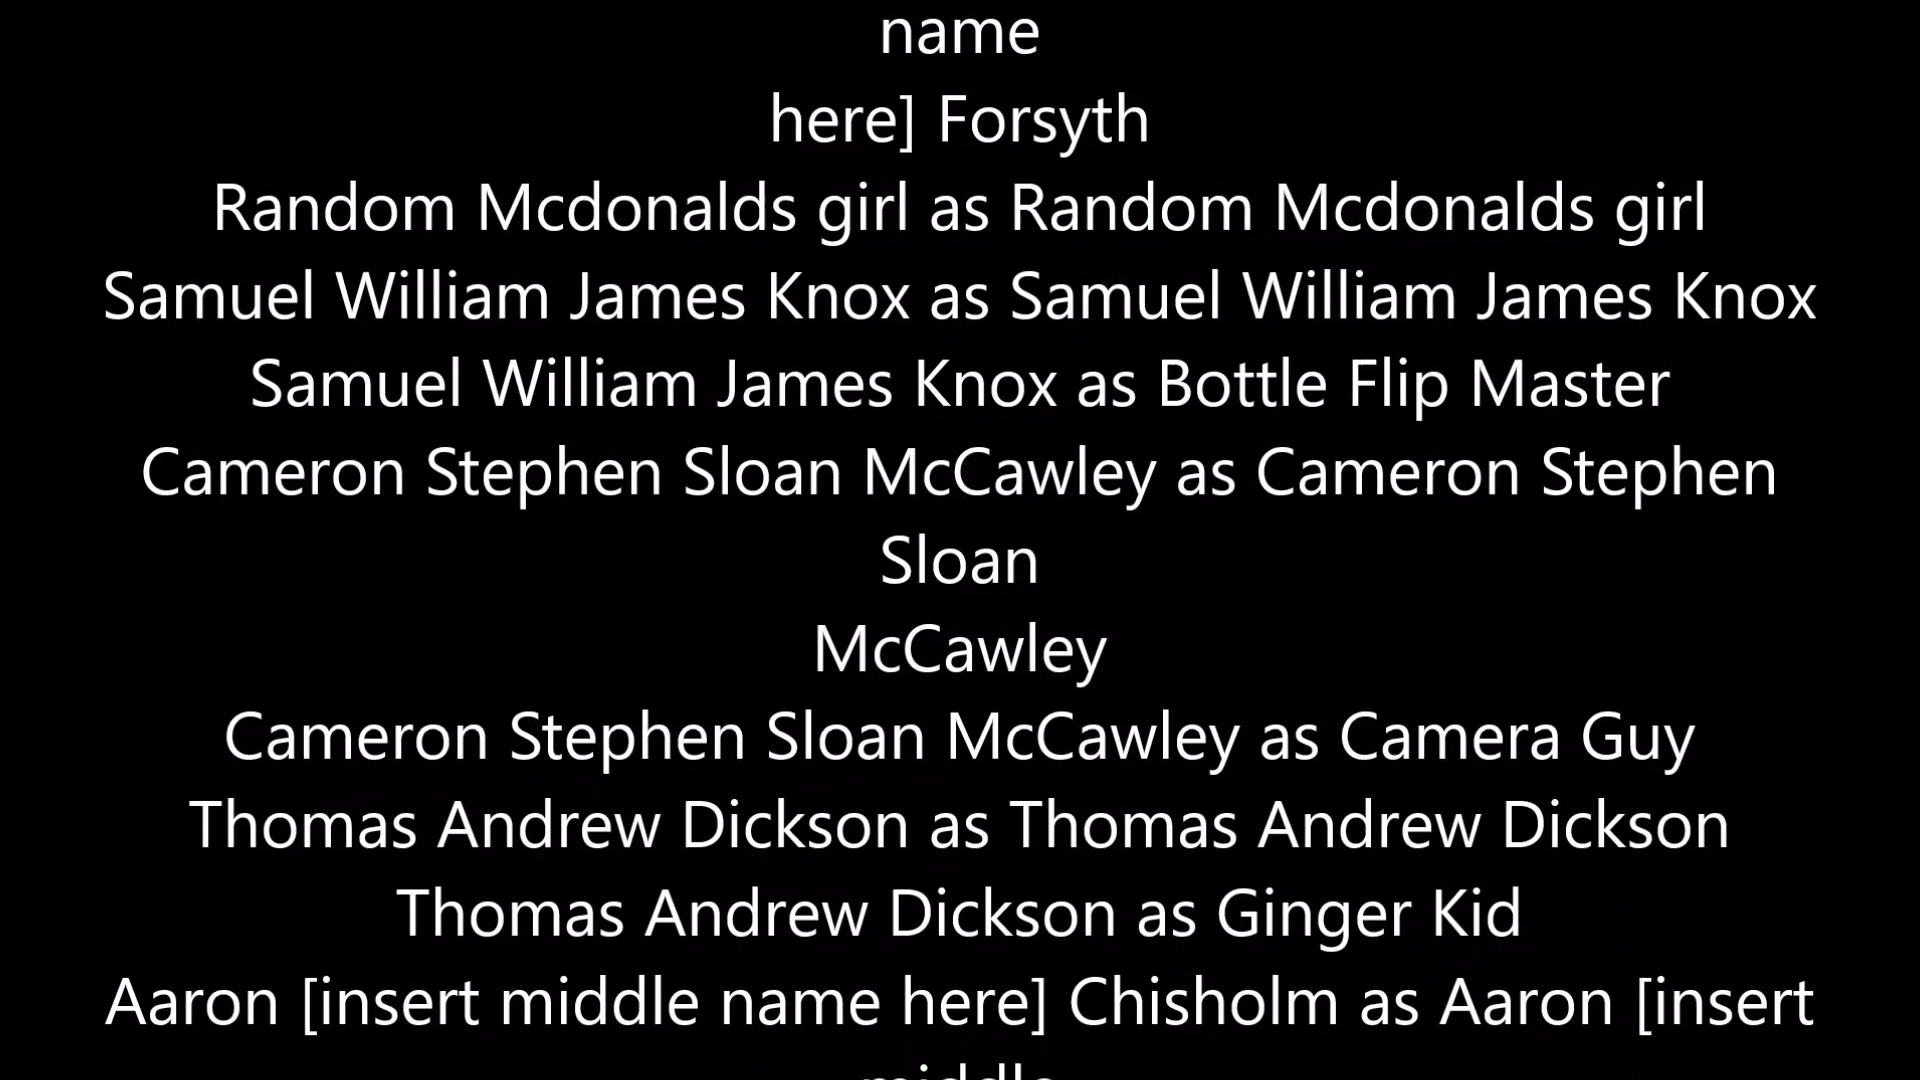 name
here] Forsyth
Random Mcdonalds girl as Random Mcdonalds girl
Samuel William James Knox as Samuel William James Knox
Samuel William James Knox as Bottle Flip Master
Cameron Stephen Sloan McCawley as Cameron Stephen
Sloan
McCawley
Cameron Stephen Sloan McCawley as Camera Guy
Thomas Andrew Dickson as Thomas Andrew Dickson
Thomas Andrew Dickson as Ginger Kid
Aaron [insert middle name here] Chisholm as Aaron [insert
middle